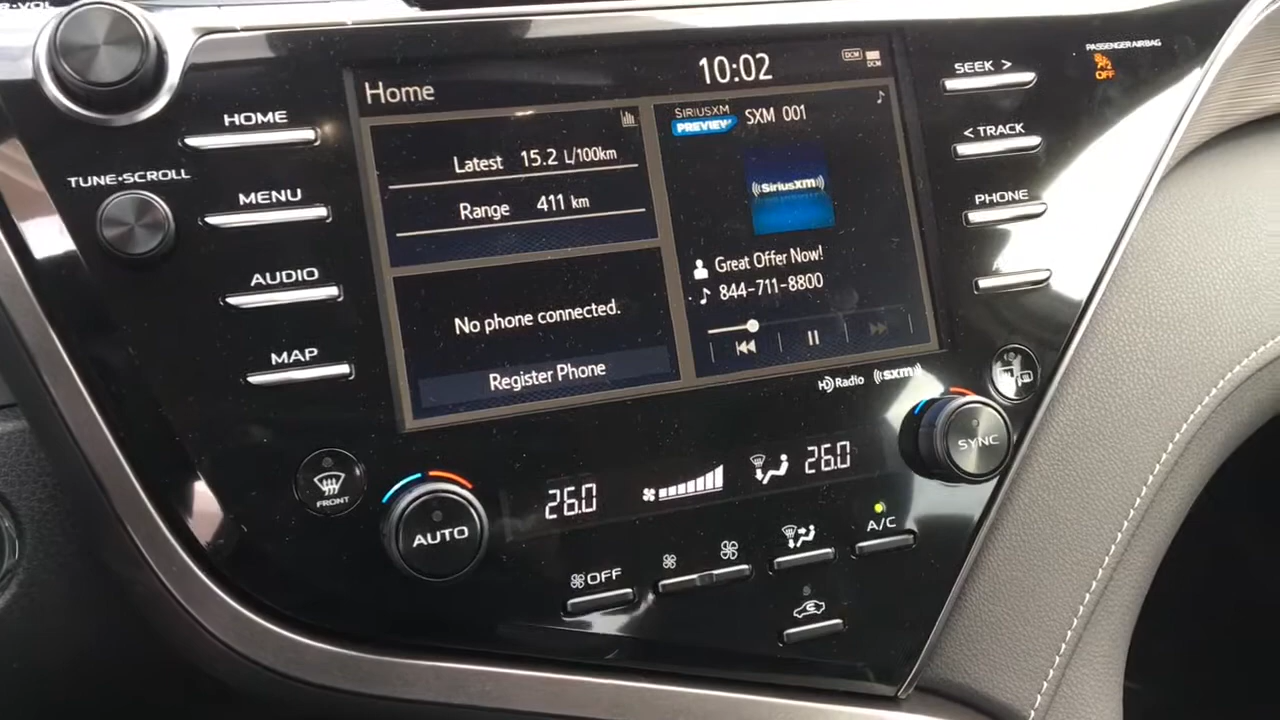 R•VOL
HOME
TUNE•SCROLL
MENU
AUDIO
MAP
Home
10:02
DCM
DCM
Latest 15.2 L/100km
Range 411 km
No phone connected.
Register Phone
SIRIUSXM
PREVIEW
SXM 001
((SiriusXM))
Great Offer Now!
844-711-8800
HD Radio ((sxm))
SEEK >
< TRACK
PHONE
PASSENGER AIRBAG
OFF
FRONT
AUTO
26.0
26.0
SYNC
OFF
A/C